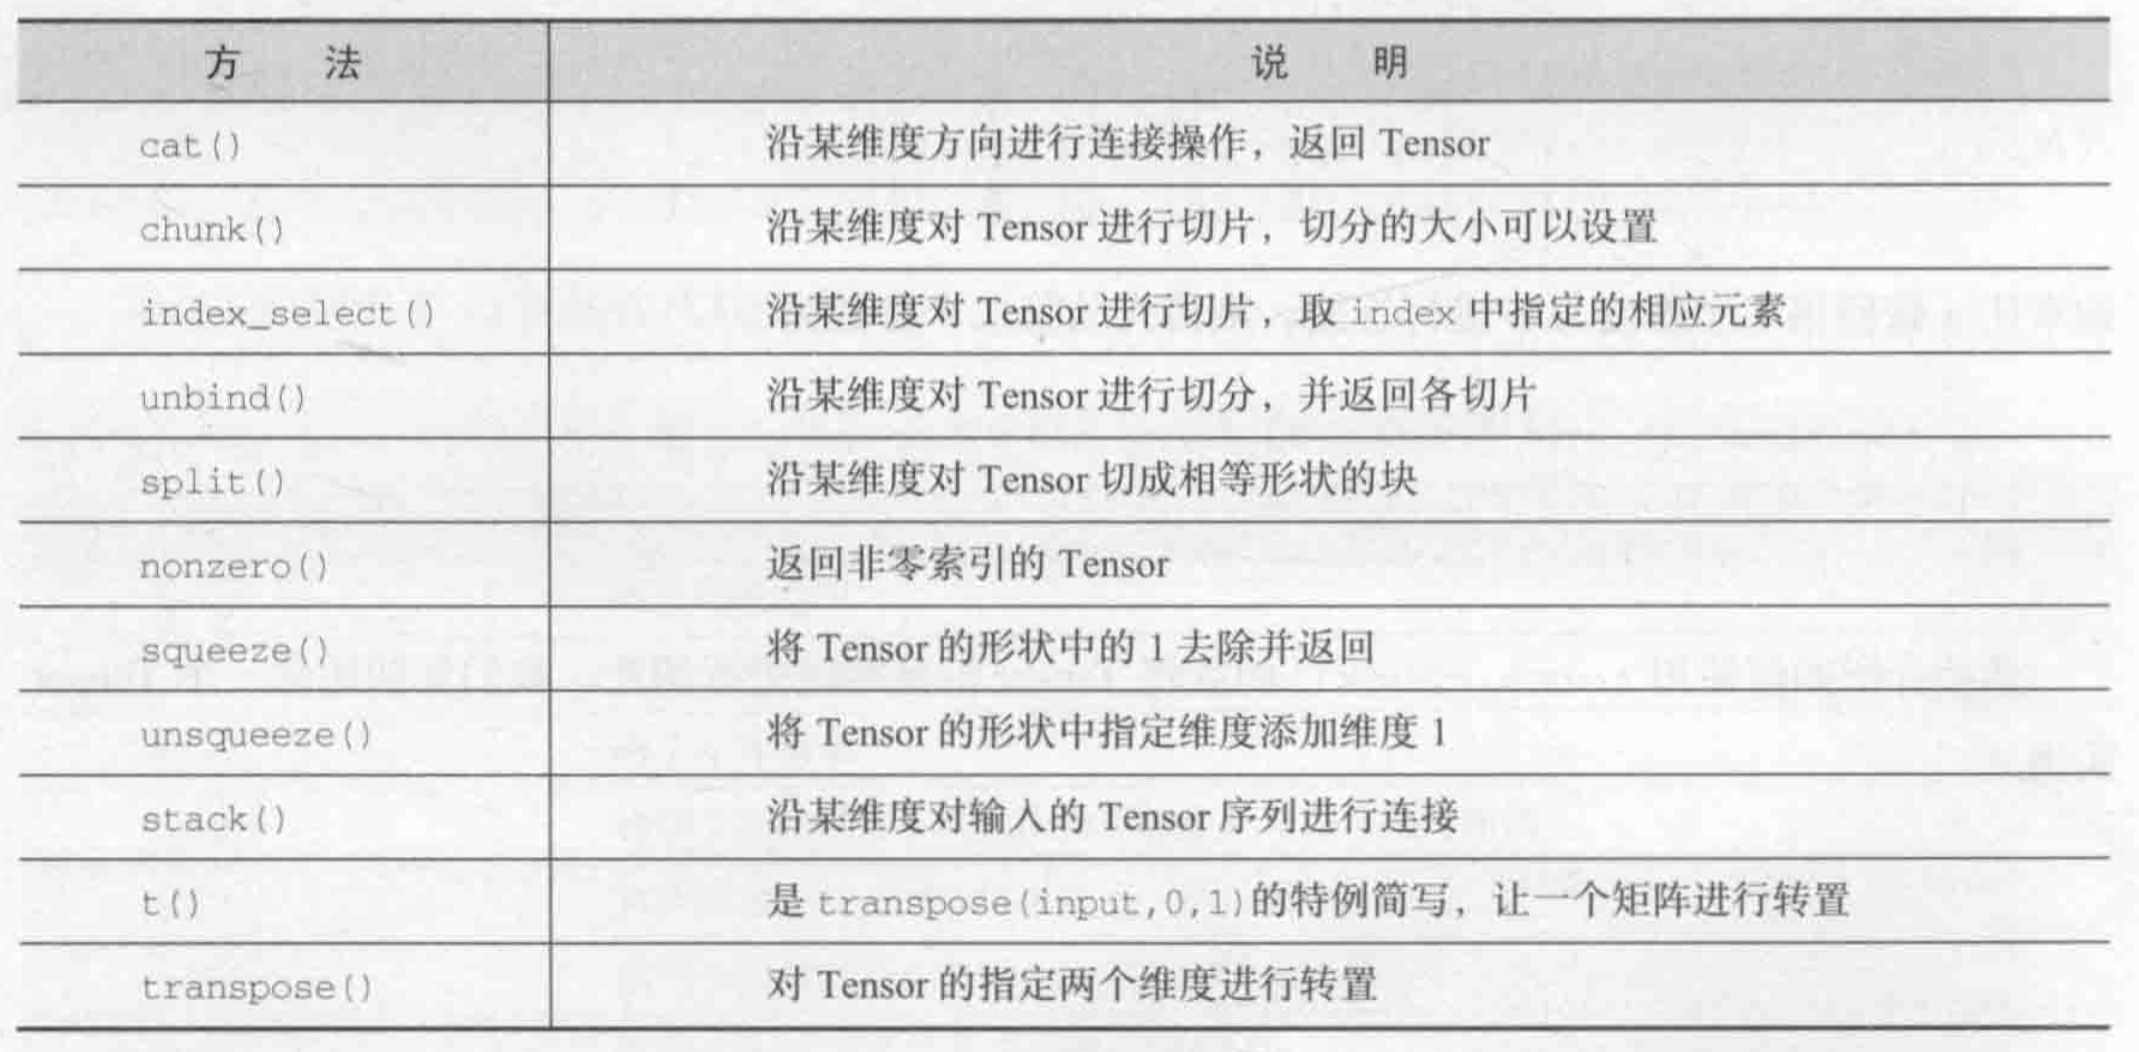 方 法 说 明
cat() 沿某维度方向进行连接操作，返回 Tensor
chunk() 沿某维度对 Tensor 进行切片，切分的大小可以设置
index_select() 沿某维度对 Tensor 进行切片，取 index 中指定的相应元素
unbind() 沿某维度对 Tensor 进行切分，并返回各切片
split() 沿某维度对 Tensor 切成相等形状的块
nonzero() 返回非零索引的 Tensor
squeeze() 将 Tensor 的形状中的 1 去除并返回
unsqueeze() 将 Tensor 的形状中指定维度添加维度 1
stack() 沿某维度对输入的 Tensor 序列进行连接
t() 是 transpose(input,0,1)的特例简写，让一个矩阵进行转置
transpose() 对 Tensor 的指定两个维度进行转置